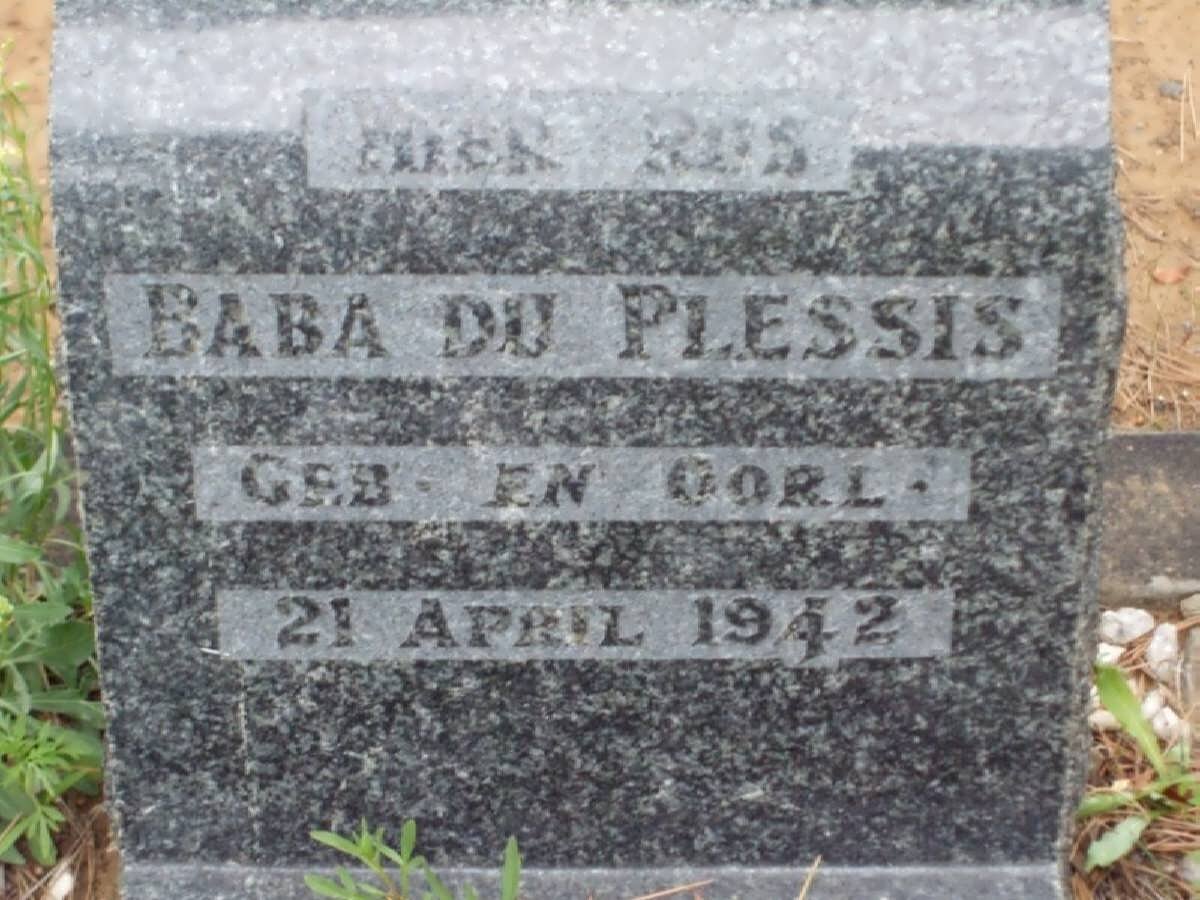 HIER RUS
BABA DU PLESSIS
GEB. EN OORL.
21 APRIL 1942